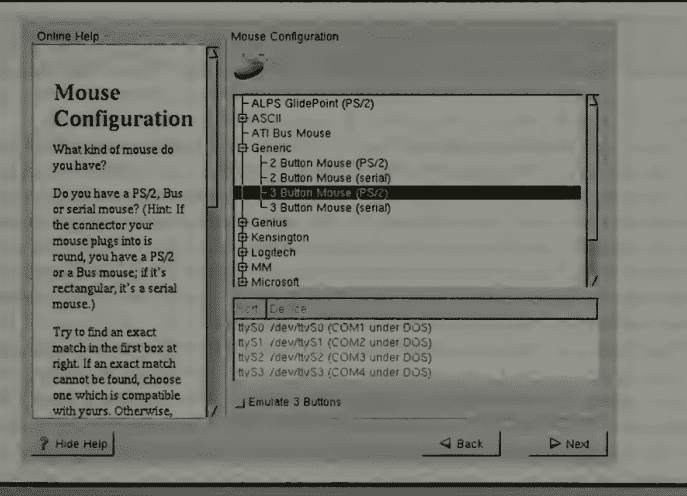 Online Help
Mouse
Configuration
What kind of mouse do
you have?
Do you have a PS/2, Bus
or serial mouse? (Hint: If
the connector your
mouse plugs into is
round, you have a PS/2
or a Bus mouse; if it's
rectangular, it's a serial
mouse.)
Try to find an exact
match in the first box at
right. If an exact match
cannot be found, choose
one which is compatible
with yours. Otherwise,
Mouse Configuration
ALPS GlidePoint (PS/2)
ASCII
ATI Bus Mouse
Generic
2 Button Mouse (PS/2)
2 Button Mouse (serial)
3 Button Mouse (PS/2)
3 Button Mouse (serial)
Genius
Kensington
Logitech
MM
Microsoft
Port Device
ttyS0 /dev/ttyS0 (COM1 under DOS)
ttyS1 /dev/ttyS1 (COM2 under DOS)
ttyS2 /dev/ttyS2 (COM3 under DOS)
ttyS3 /dev/ttyS3 (COM4 under DOS)
Emulate 3 Buttons
? Hide Help
Back
Next